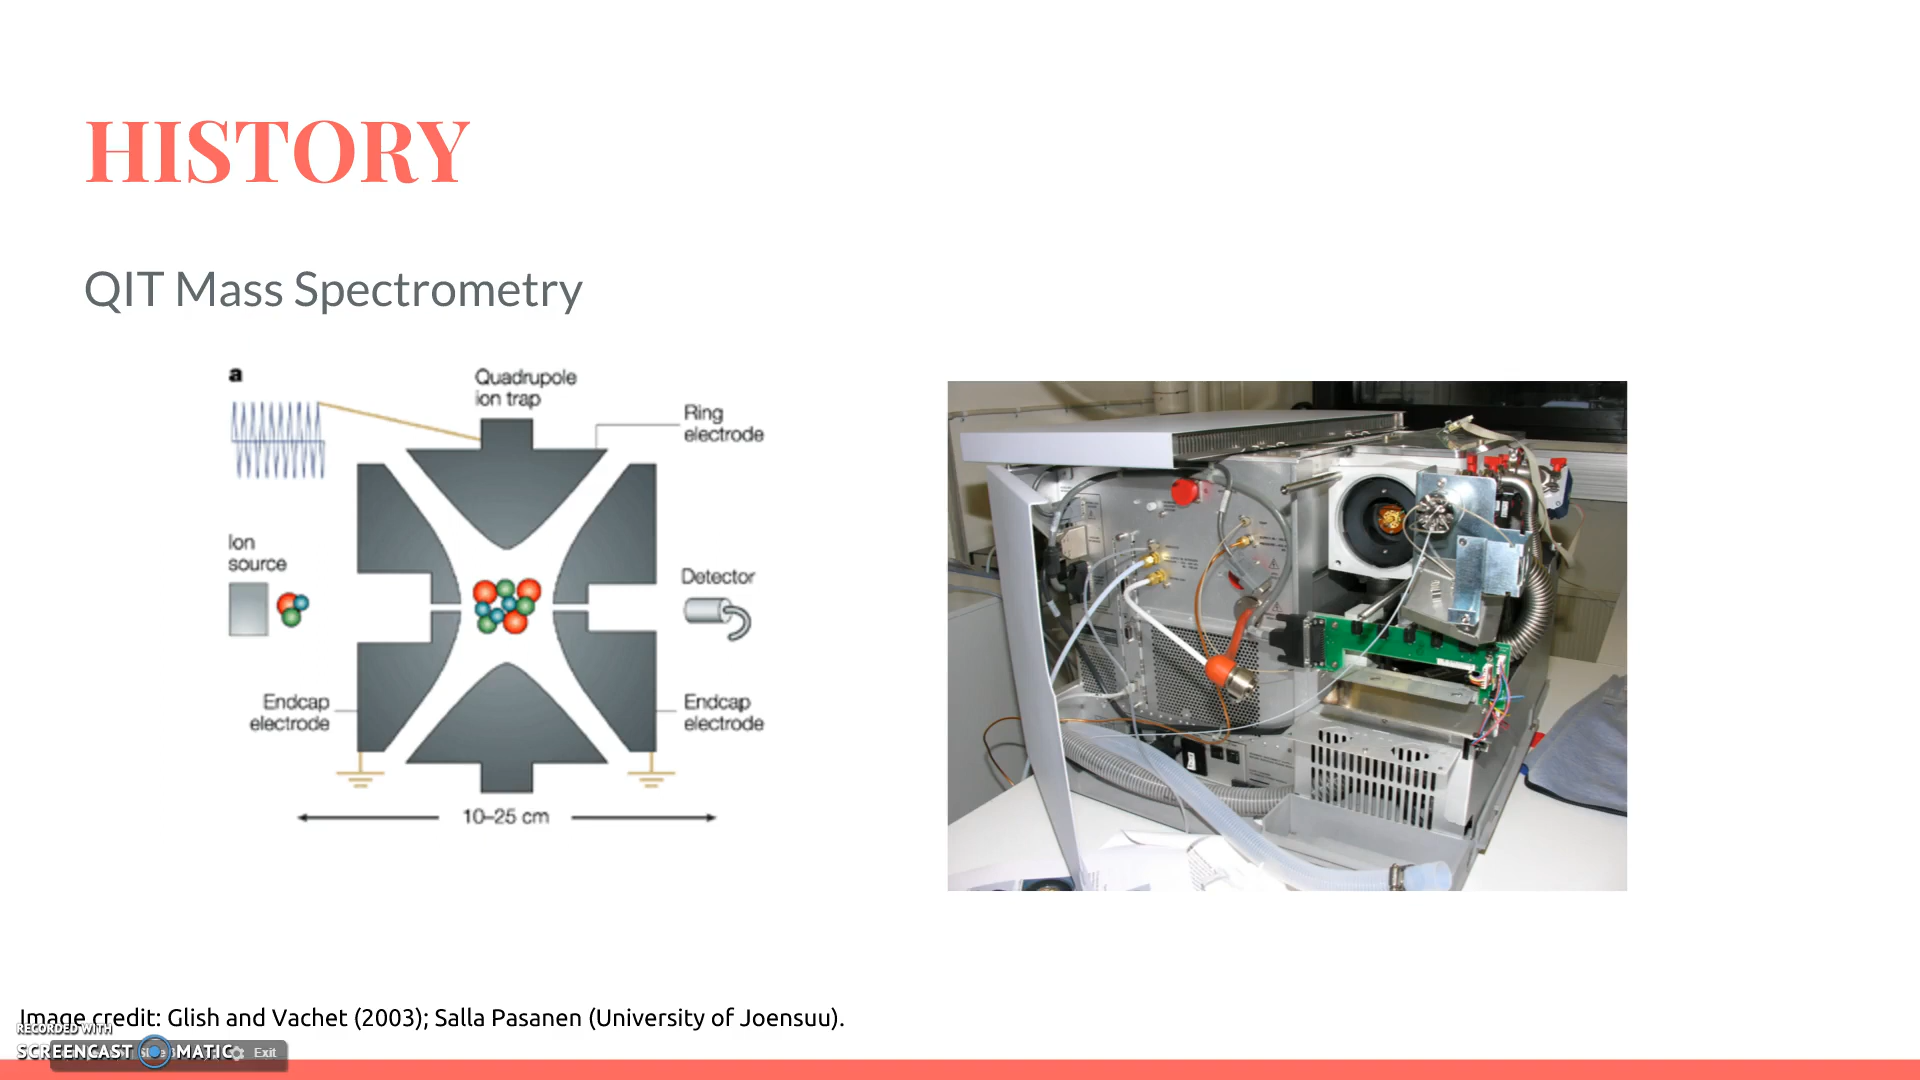 HISTORY
QIT Mass Spectrometry
a
Quadrupole
ion trap
Ring
electrode
Ion
source
Detector
Endcap
electrode
Endcap
electrode
10–25 cm
Image credit: Glish and Vachet (2003); Salla Pasanen (University of Joensuu).
RECORDED WITH
SCREENCAST MATIC
Exit